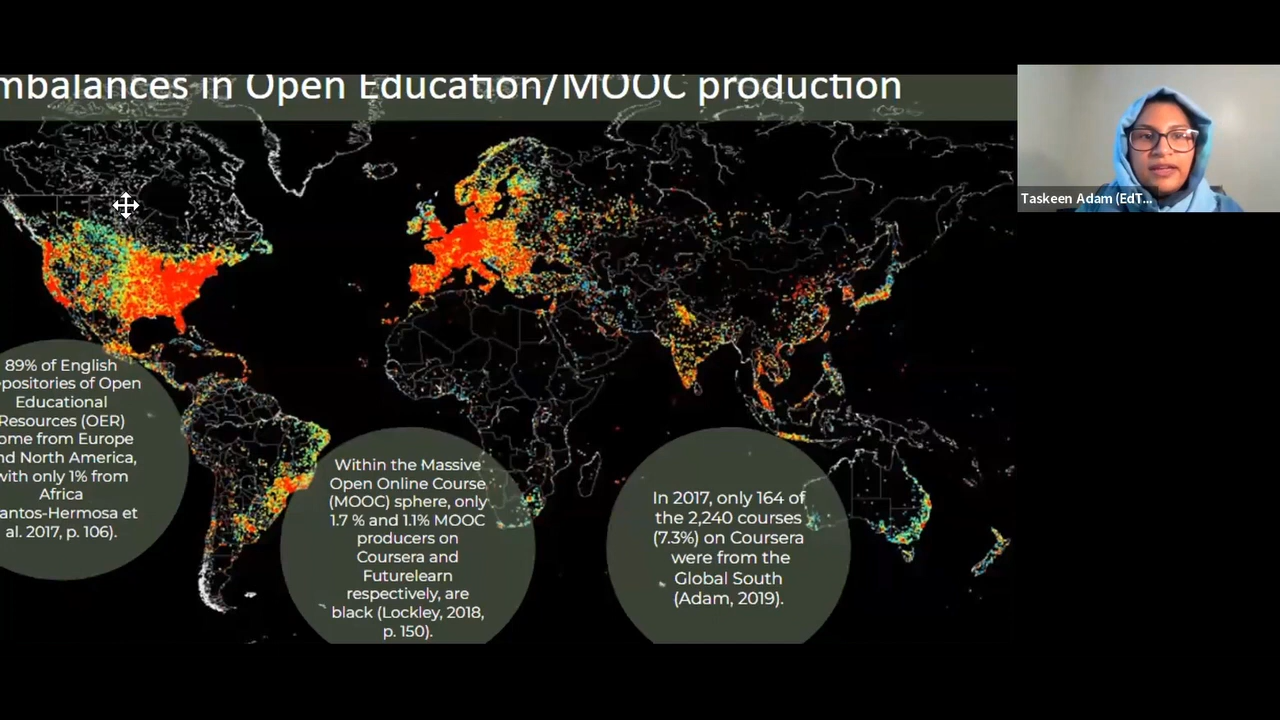 mbalances in Open Education/MOOC production
Taskeen Adam (EdT...
89% of English
positories of Open
Educational
Resources (OER)
ome from Europe
nd North America,
with only 1% from
Africa
antos-Hermosa et
al. 2017, p. 106).
Within the Massive
Open Online Course
(MOOC) sphere, only
1.7 % and 1.1% MOOC
producers on
Coursera and
Futurelearn
respectively, are
black (Lockley, 2018,
p. 150).
In 2017, only 164 of
the 2,240 courses
(7.3%) on Coursera
were from the
Global South
(Adam, 2019).